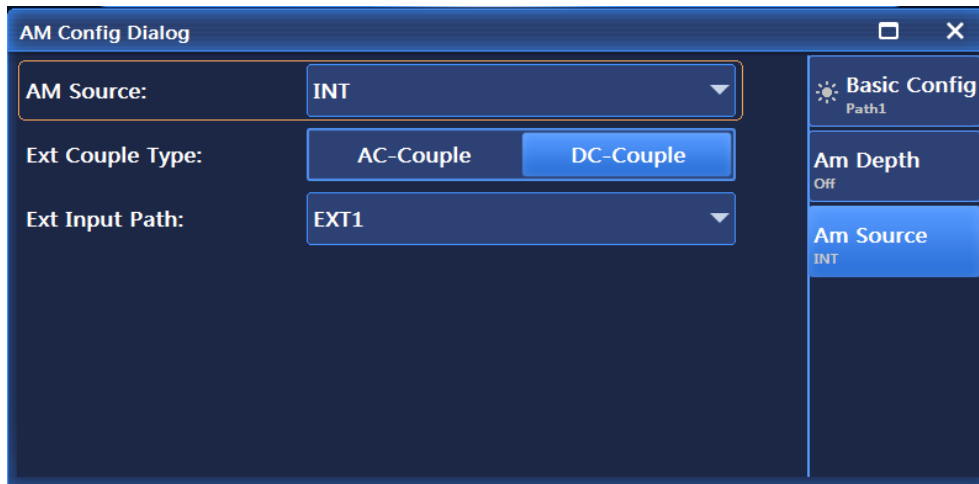 AM Config Dialog
AM Source:
INT
Ext Couple Type:
AC-Couple
DC-Couple
Ext Input Path:
EXT1
Basic Config
Path1
Am Depth
Off
Am Source
INT